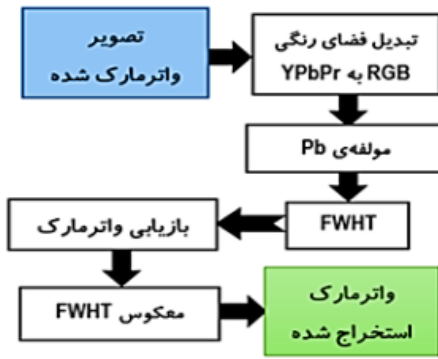 تصویر
واترمارک شده
تبدیل فضای رنگی
YPbPr به RGB
مولفه‌ی Pb
FWHT
بازیابی واترمارک
معکوس FWHT
واترمارک
استخراج شده